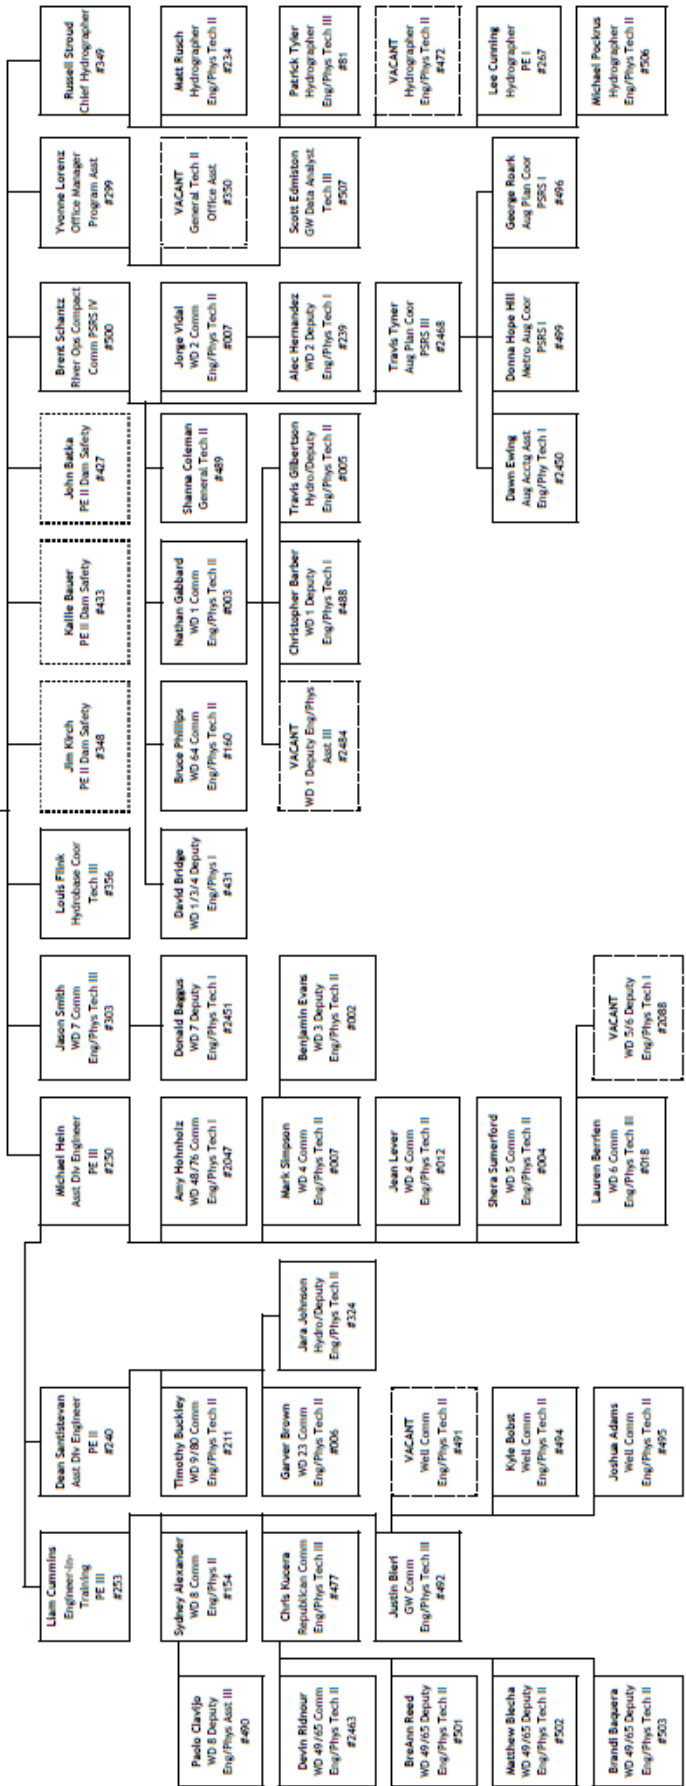 Liam Cummins
Engineer-In-
Training
PE III
#253
Dean Santistevan
Asst Div Engineer
PE II
#240
Michael Hein
Asst Div Engineer
PE III
#250
Jason Smith
WD 7 Comm
Eng/Phys Tech III
#303
Louis Flink
Hydrobase Coor
Tech III
#356
Jim Kirch
PE II Dam Safety
#348
Kallie Bauer
PE II Dam Safety
#433
John Batka
PE II Dam Safety
#427
Brent Schantz
River Ops Compact
Comm PSRS IV
#500
Yvonne Lorenz
Office Manager
Program Asst
#299
Russell Stroud
Chief Hydrographer
#349
Sydney Alexander
WD 8 Comm
Eng/Phys II
#154
Timothy Buckley
WD 9/80 Comm
Eng/Phys Tech II
#211
Amy Hohnholz
WD 48/76 Comm
Eng/Phys Tech I
#2047
Donald Baggus
WD 7 Deputy
Eng/Phys Tech I
#2451
David Bridge
WD 1/3/4 Deputy
Eng/Phys I
#431
Bruce Phillips
WD 64 Comm
Eng/Phys Tech II
#160
Nathan Gabbard
WD 1 Comm
Eng/Phys Tech II
#003
Shanna Coleman
General Tech II
#489
Jorge Vidal
WD 2 Comm
Eng/Phys Tech II
#007
VACANT
General Tech II
Office Asst
#350
Matt Rusch
Hydrographer
Eng/Phys Tech II
#234
Paolo Clavijo
WD 8 Deputy
Eng/Phys Asst III
#490
Chris Kucera
Republican Comm
Eng/Phys Tech III
#477
Garver Brown
WD 23 Comm
Eng/Phys Tech II
#006
Jara Johnson
Hydro/Deputy
Eng/Phys Tech II
#324
Mark Simpson
WD 4 Comm
Eng/Phys Tech II
#007
Benjamin Evans
WD 3 Deputy
Eng/Phys Tech II
#002
VACANT
WD 1 Deputy Eng/Phys
Asst III
#2484
Christopher Barber
WD 1 Deputy
Eng/Phys Tech I
#488
Travis Gilbertson
Hydro/Deputy
Eng/Phys Tech II
#005
Alec Hernandez
WD 2 Deputy
Eng/Phys Tech I
#239
Scott Edmiston
GW Data Analyst
Tech III
#507
Patrick Tyler
Hydrographer
Eng/Phys Tech III
#81
Devin Ridnour
WD 49/65 Comm
Eng/Phys Tech II
#2463
Justin Bieri
GW Comm
Eng/Phys Tech III
#492
VACANT
Well Comm
Eng/Phys Tech II
#491
Jean Lever
WD 4 Comm
Eng/Phys Tech II
#012
Travis Tyner
Aug Plan Coor
PSRS III
#2468
VACANT
Hydrographer
Eng/Phys Tech II
#472
BreAnn Reed
WD 49/65 Deputy
Eng/Phys Tech II
#501
Kyle Bobst
Well Comm
Eng/Phys Tech II
#494
Shera Sumerford
WD 5 Comm
Eng/Phys Tech II
#004
Dawn Ewing
Aug Acctg Asst
Eng/Phy Tech I
#2450
Donna Hope Hill
Metro Aug Coor
PSRS I
#499
George Roark
Aug Plan Coor
PSRS I
#496
Lee Cunning
Hydrographer
PE I
#267
Matthew Blecha
WD 49/65 Deputy
Eng/Phys Tech II
#502
Joshua Adams
Well Comm
Eng/Phys Tech II
#495
Lauren Berrien
WD 6 Comm
Eng/Phys Tech III
#018
VACANT
WD 5/6 Deputy
Eng/Phys Tech I
#2088
Michael Pockrus
Hydrographer
Eng/Phys Tech II
#506
Brandi Baquera
WD 49/65 Deputy
Eng/Phys Tech II
#503